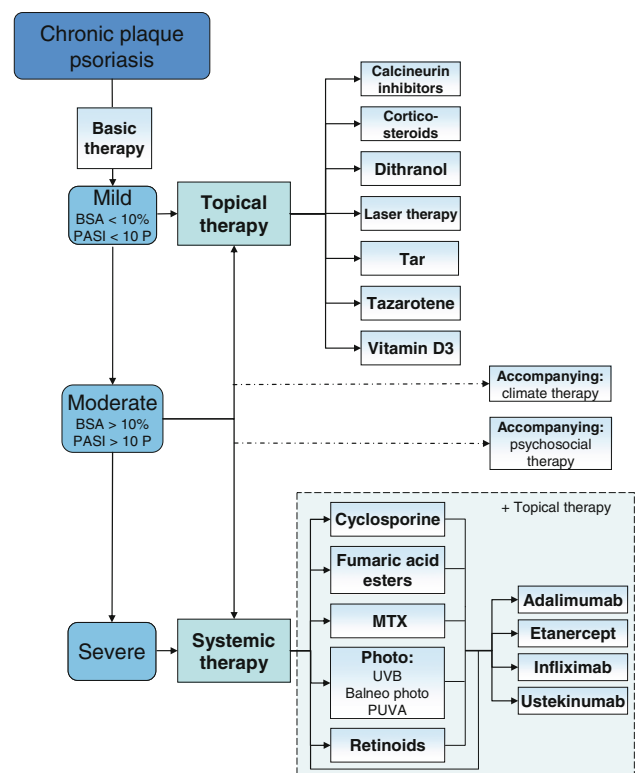 Chronic plaque
psoriasis
Basic
therapy
Mild
BSA < 10%
PASI < 10 P
Topical
therapy
Calcineurin
inhibitors
Cortico-
steroids
Dithranol
Laser therapy
Tar
Tazarotene
Vitamin D3
Moderate
BSA > 10%
PASI > 10 P
Accompanying:
climate therapy
Accompanying:
psychosocial
therapy
Severe
Systemic
therapy
+ Topical therapy
Cyclosporine
Fumaric acid
esters
MTX
Photo:
UVB
Balneo photo
PUVA
Retinoids
Adalimumab
Etanercept
Infliximab
Ustekinumab